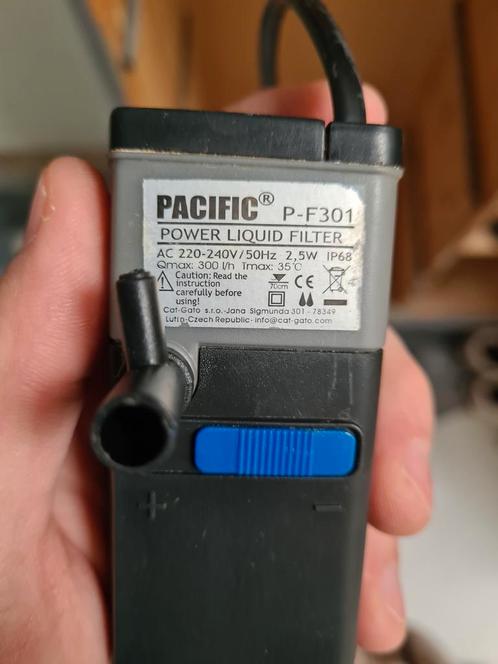 PACIFIC® P-F301
POWER LIQUID FILTER
AC 220-240V/50Hz 2,5W IP68
Qmax: 300 l/h Tmax: 35°C
Caution: Read the
instruction
carefully before
using!
70cm
CE
Cat-Gato s.r.o.-Jana Sigmunda 301 - 78349
Lutín-Czech Republic- info@cat-gato.com
+ −